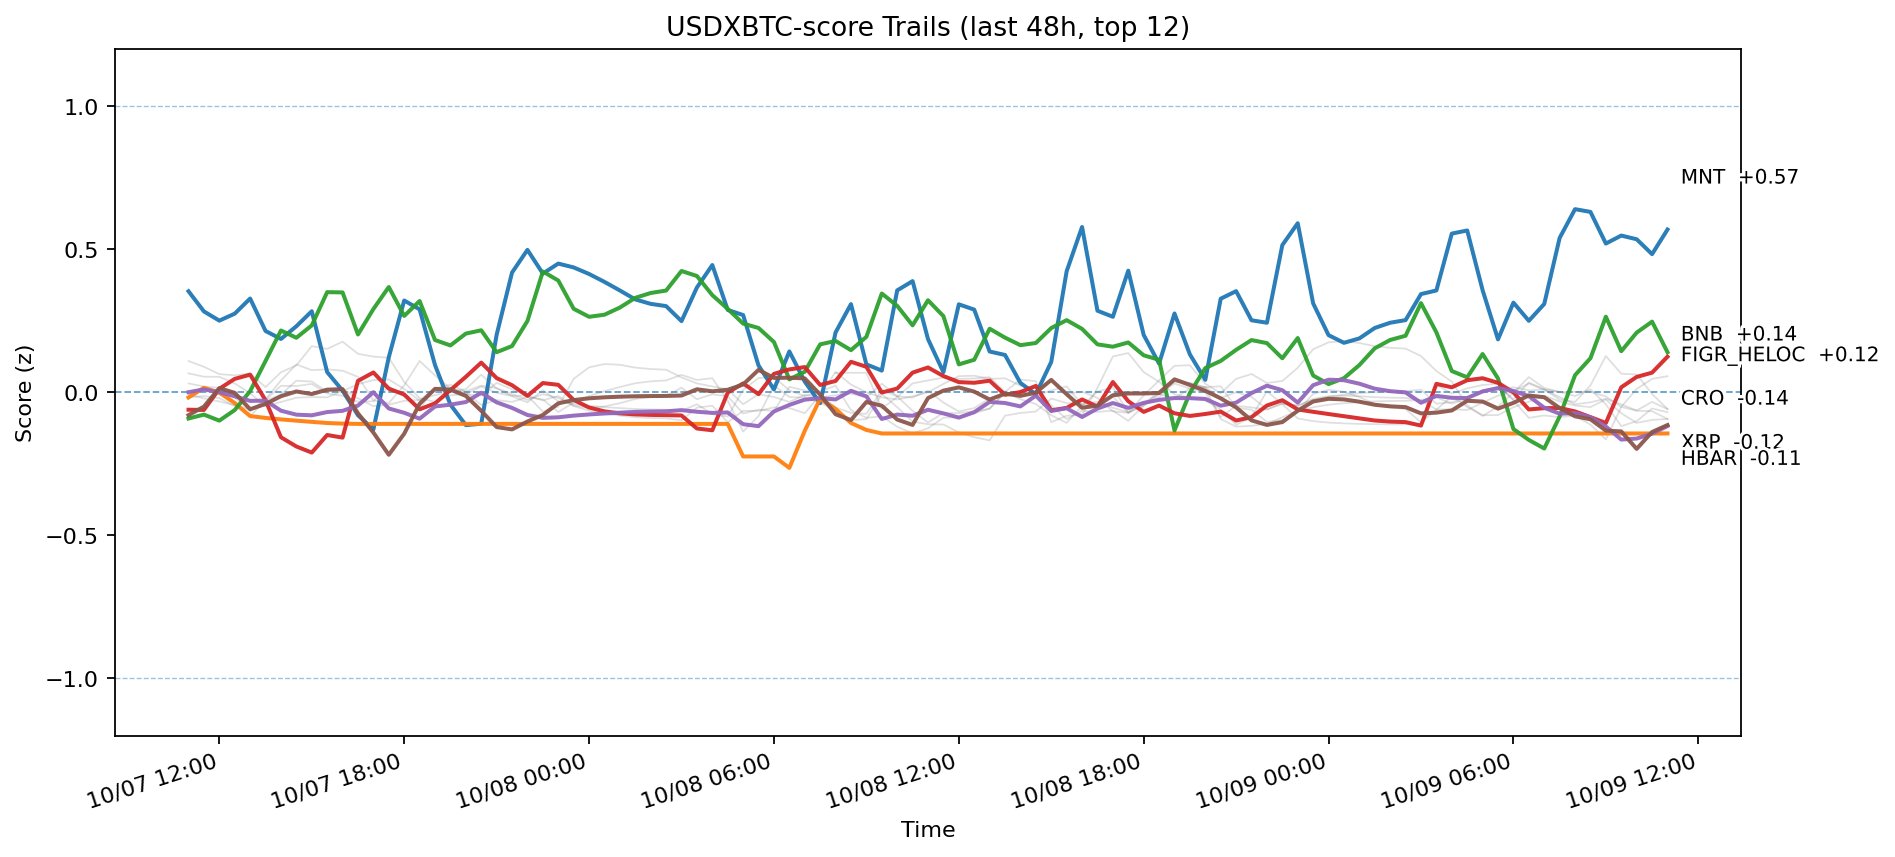 USDXBTC-score Trails (last 48h, top 12)
Score (z)
1.0
0.5
0.0
−0.5
−1.0
MNT +0.57
BNB +0.14
FIGR_HELOC +0.12
CRO -0.14
XRP -0.12
HBAR -0.11
10/07 12:00
10/07 18:00
10/08 00:00
10/08 06:00
10/08 12:00
10/08 18:00
10/09 00:00
10/09 06:00
10/09 12:00
Time